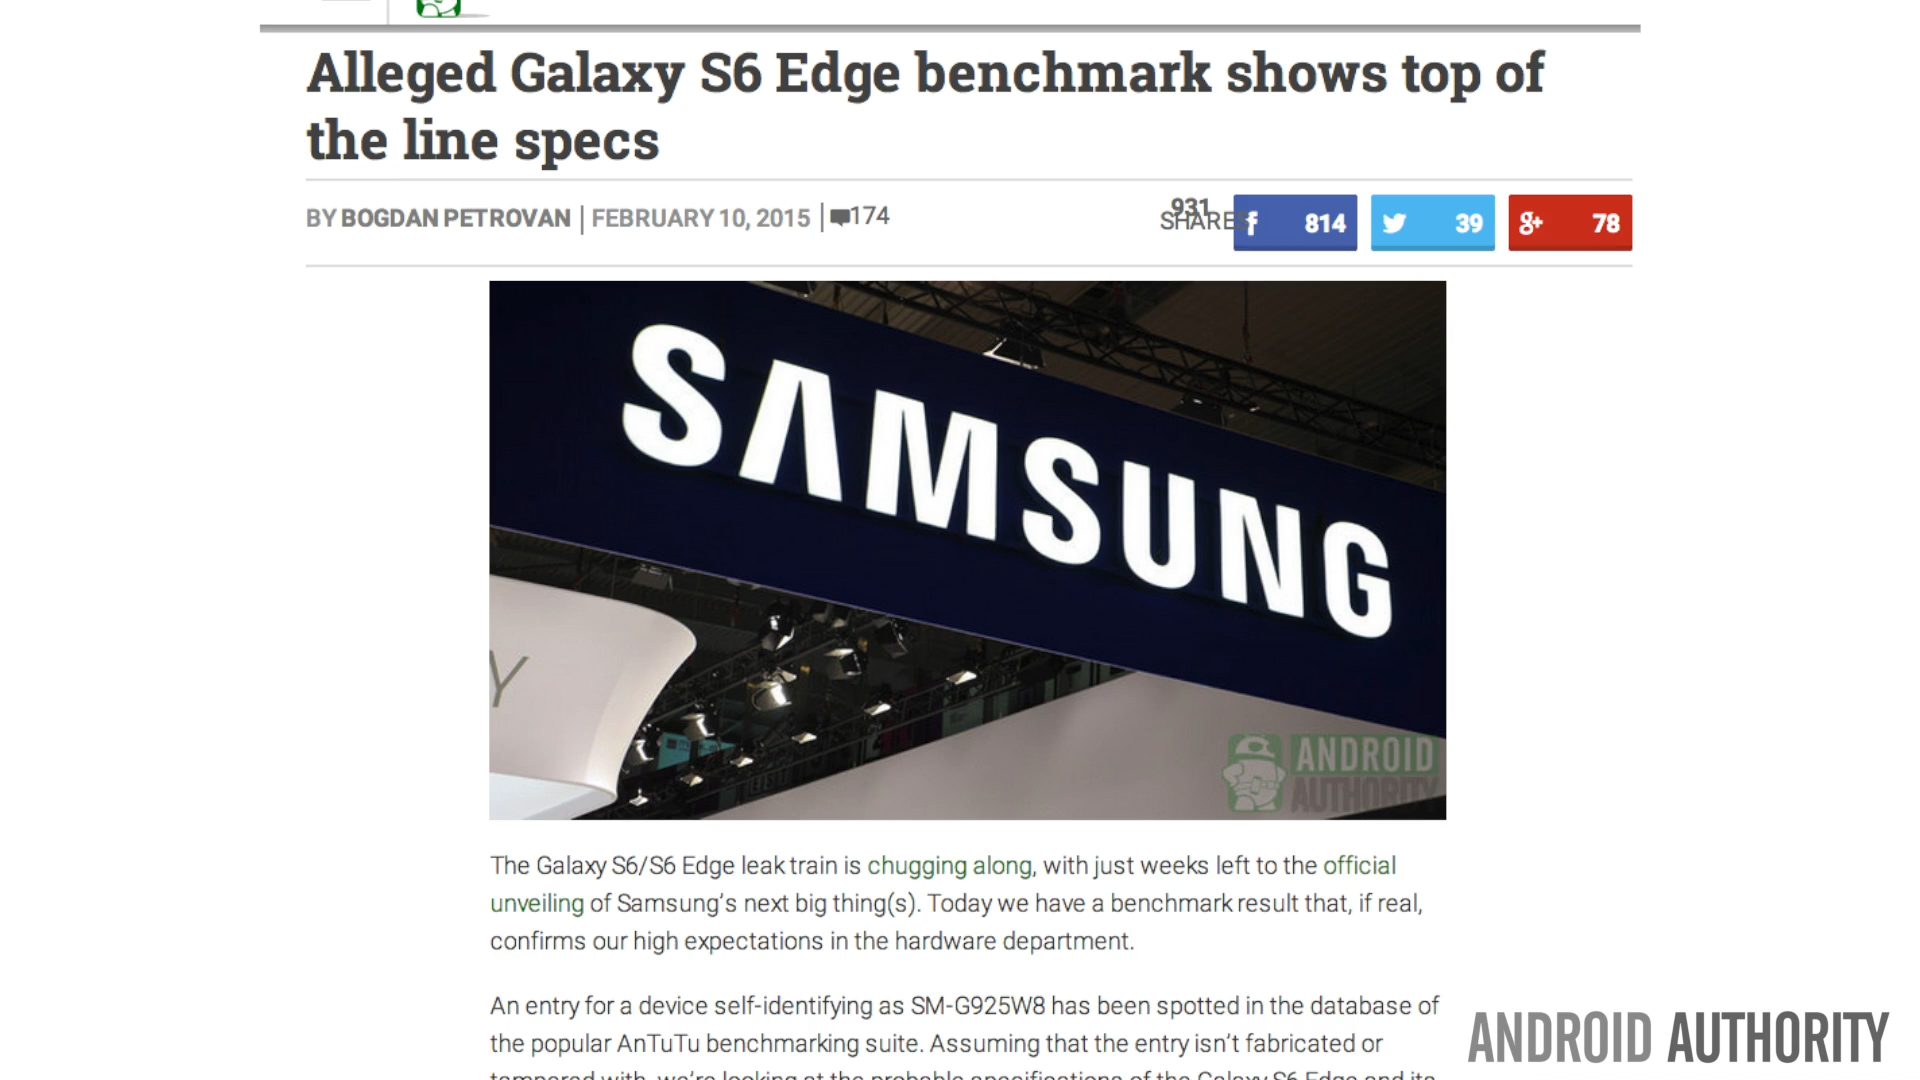 Alleged Galaxy S6 Edge benchmark shows top of
the line specs
BY BOGDAN PETROVAN | FEBRUARY 10, 2015 | 174
931
SHARES
814
39
g+ 78
SAMSUNG
Y
ANDROID
AUTHORITY
The Galaxy S6/S6 Edge leak train is chugging along, with just weeks left to the official
unveiling of Samsung's next big thing(s). Today we have a benchmark result that, if real,
confirms our high expectations in the hardware department.
An entry for a device self-identifying as SM-G925W8 has been spotted in the database of
the popular AnTuTu benchmarking suite. Assuming that the entry isn't fabricated or
tampered with, we're looking at the probable specifications of the Galaxy S6 Edge and its
ANDROID AUTHORITY